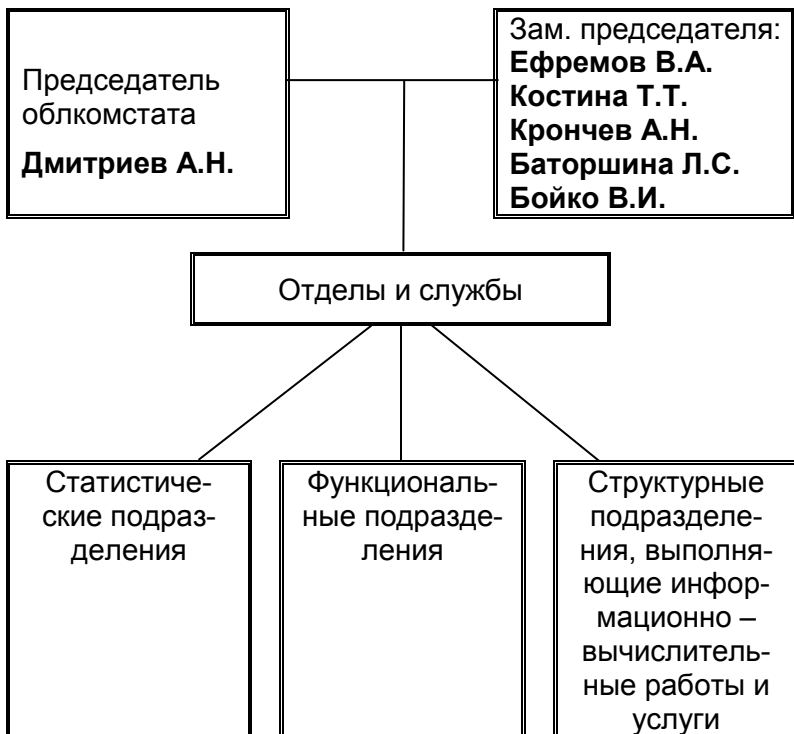 Председатель
облкомстата
Дмитриев А.Н.
Зам. председателя:
Ефремов В.А.
Костина Т.Т.
Крончев А.Н.
Баторшина Л.С.
Бойко В.И.
Отделы и службы
Статистиче-
ские подраз-
деления
Функциональ-
ные подразде-
ления
Структурные
подразделе-
ния, выполня-
ющие инфор-
мационно –
вычислитель-
ные работы и
услуги